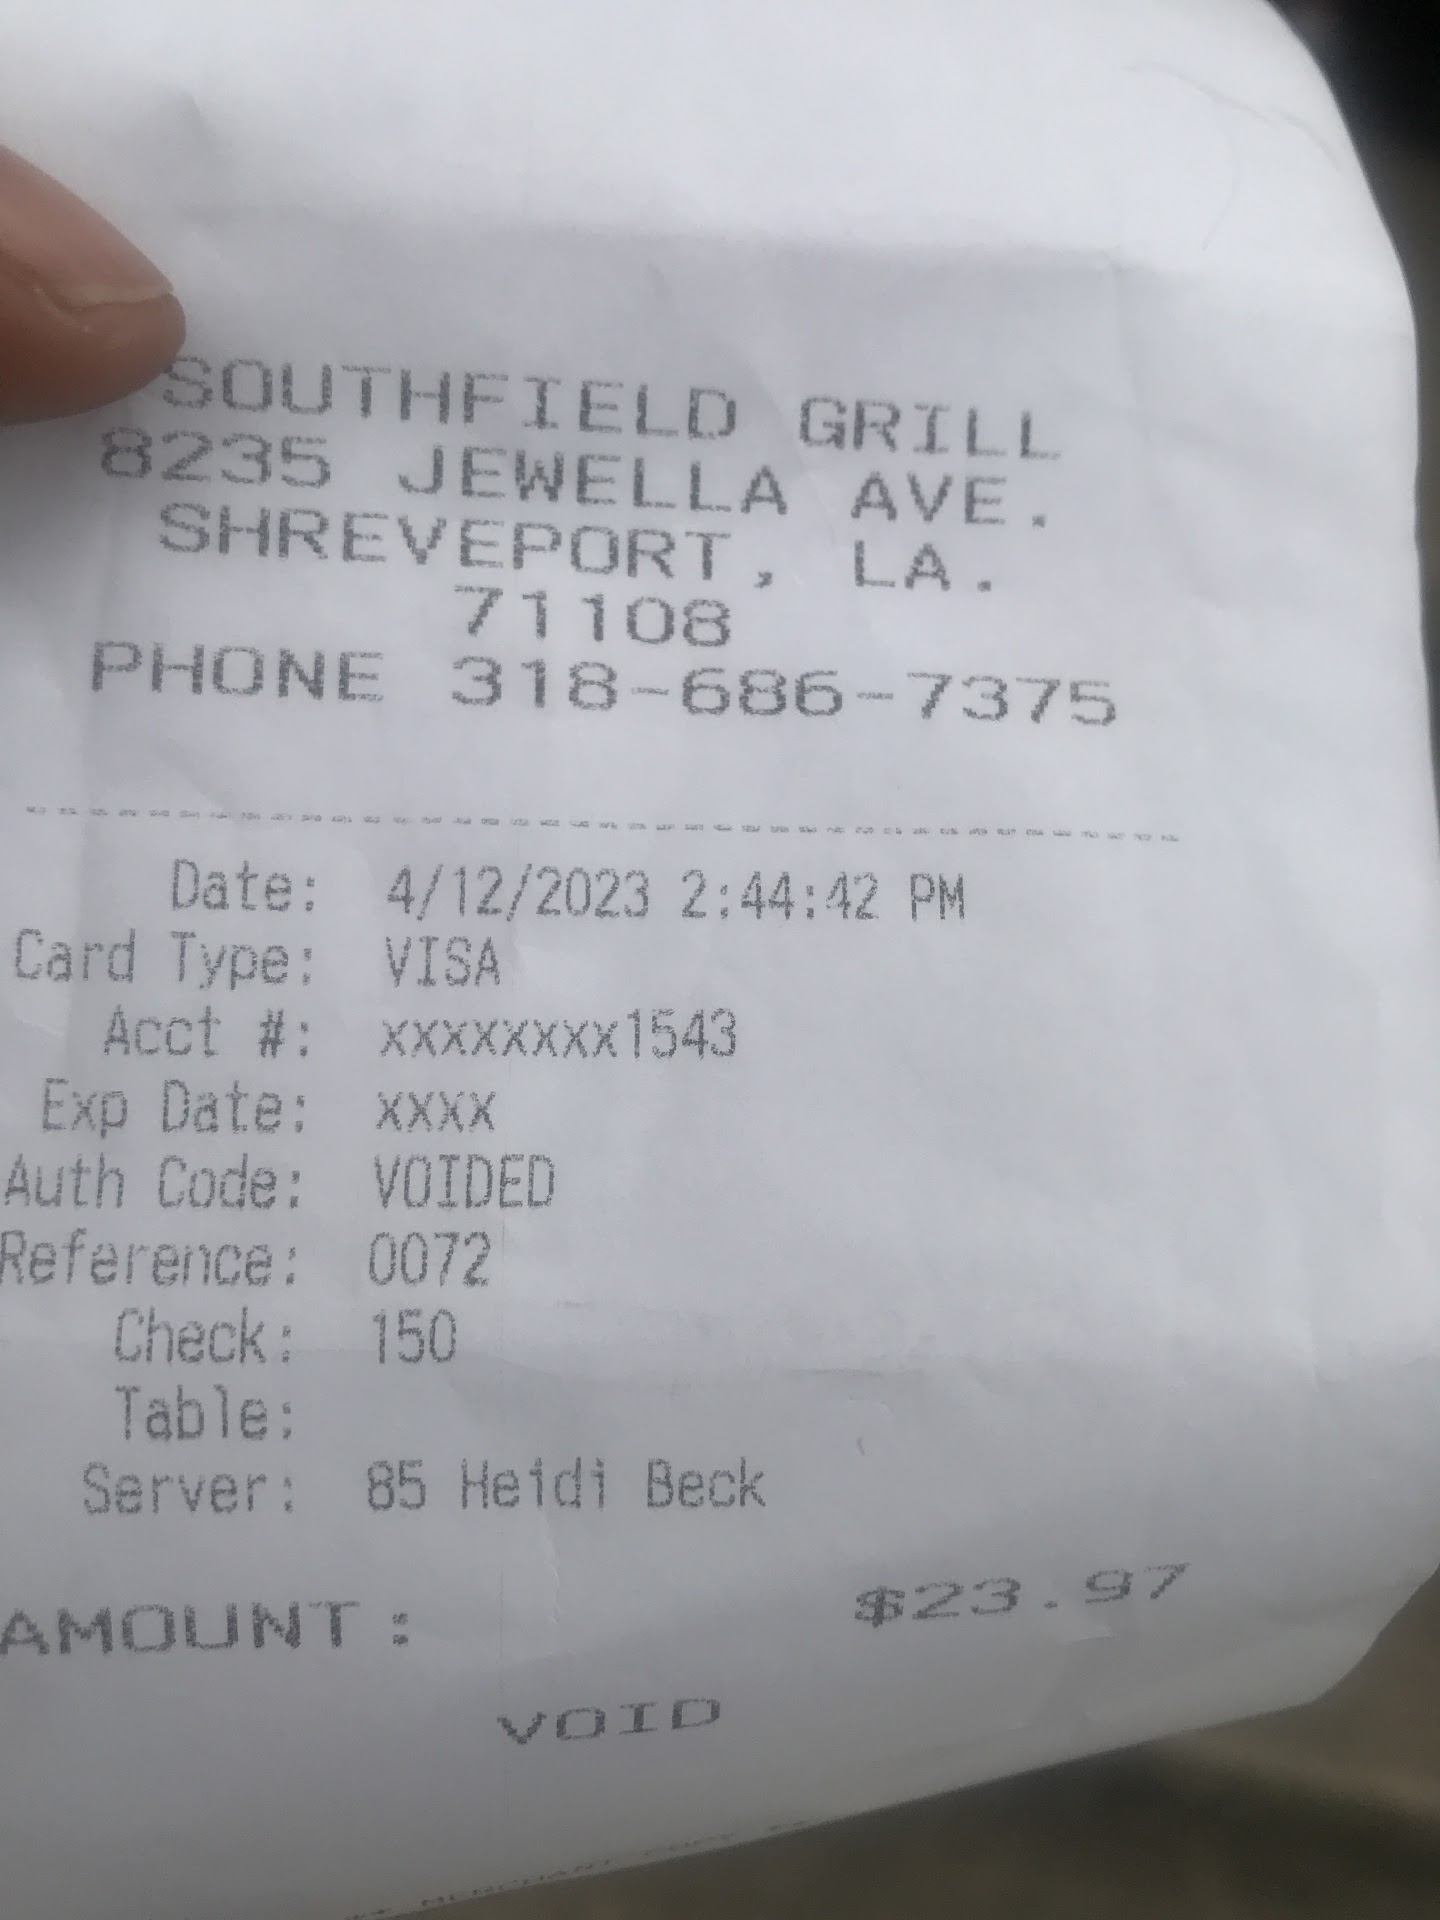 SOUTHFIELD GRILL
8235 JEWELLA AVE.
SHREVEPORT, LA.
71108
PHONE 318-686-7375
--------------------------------------
Date: 4/12/2023 2:44:42 PM
Card Type: VISA
Acct #: xxxxxxxx1543
Exp Date: xxxx
Auth Code: VOIDED
Reference: 0072
Check: 150
Table:
Server: 85 Heidi Beck
AMOUNT: $23.97
VOID
MERCHANT COPY